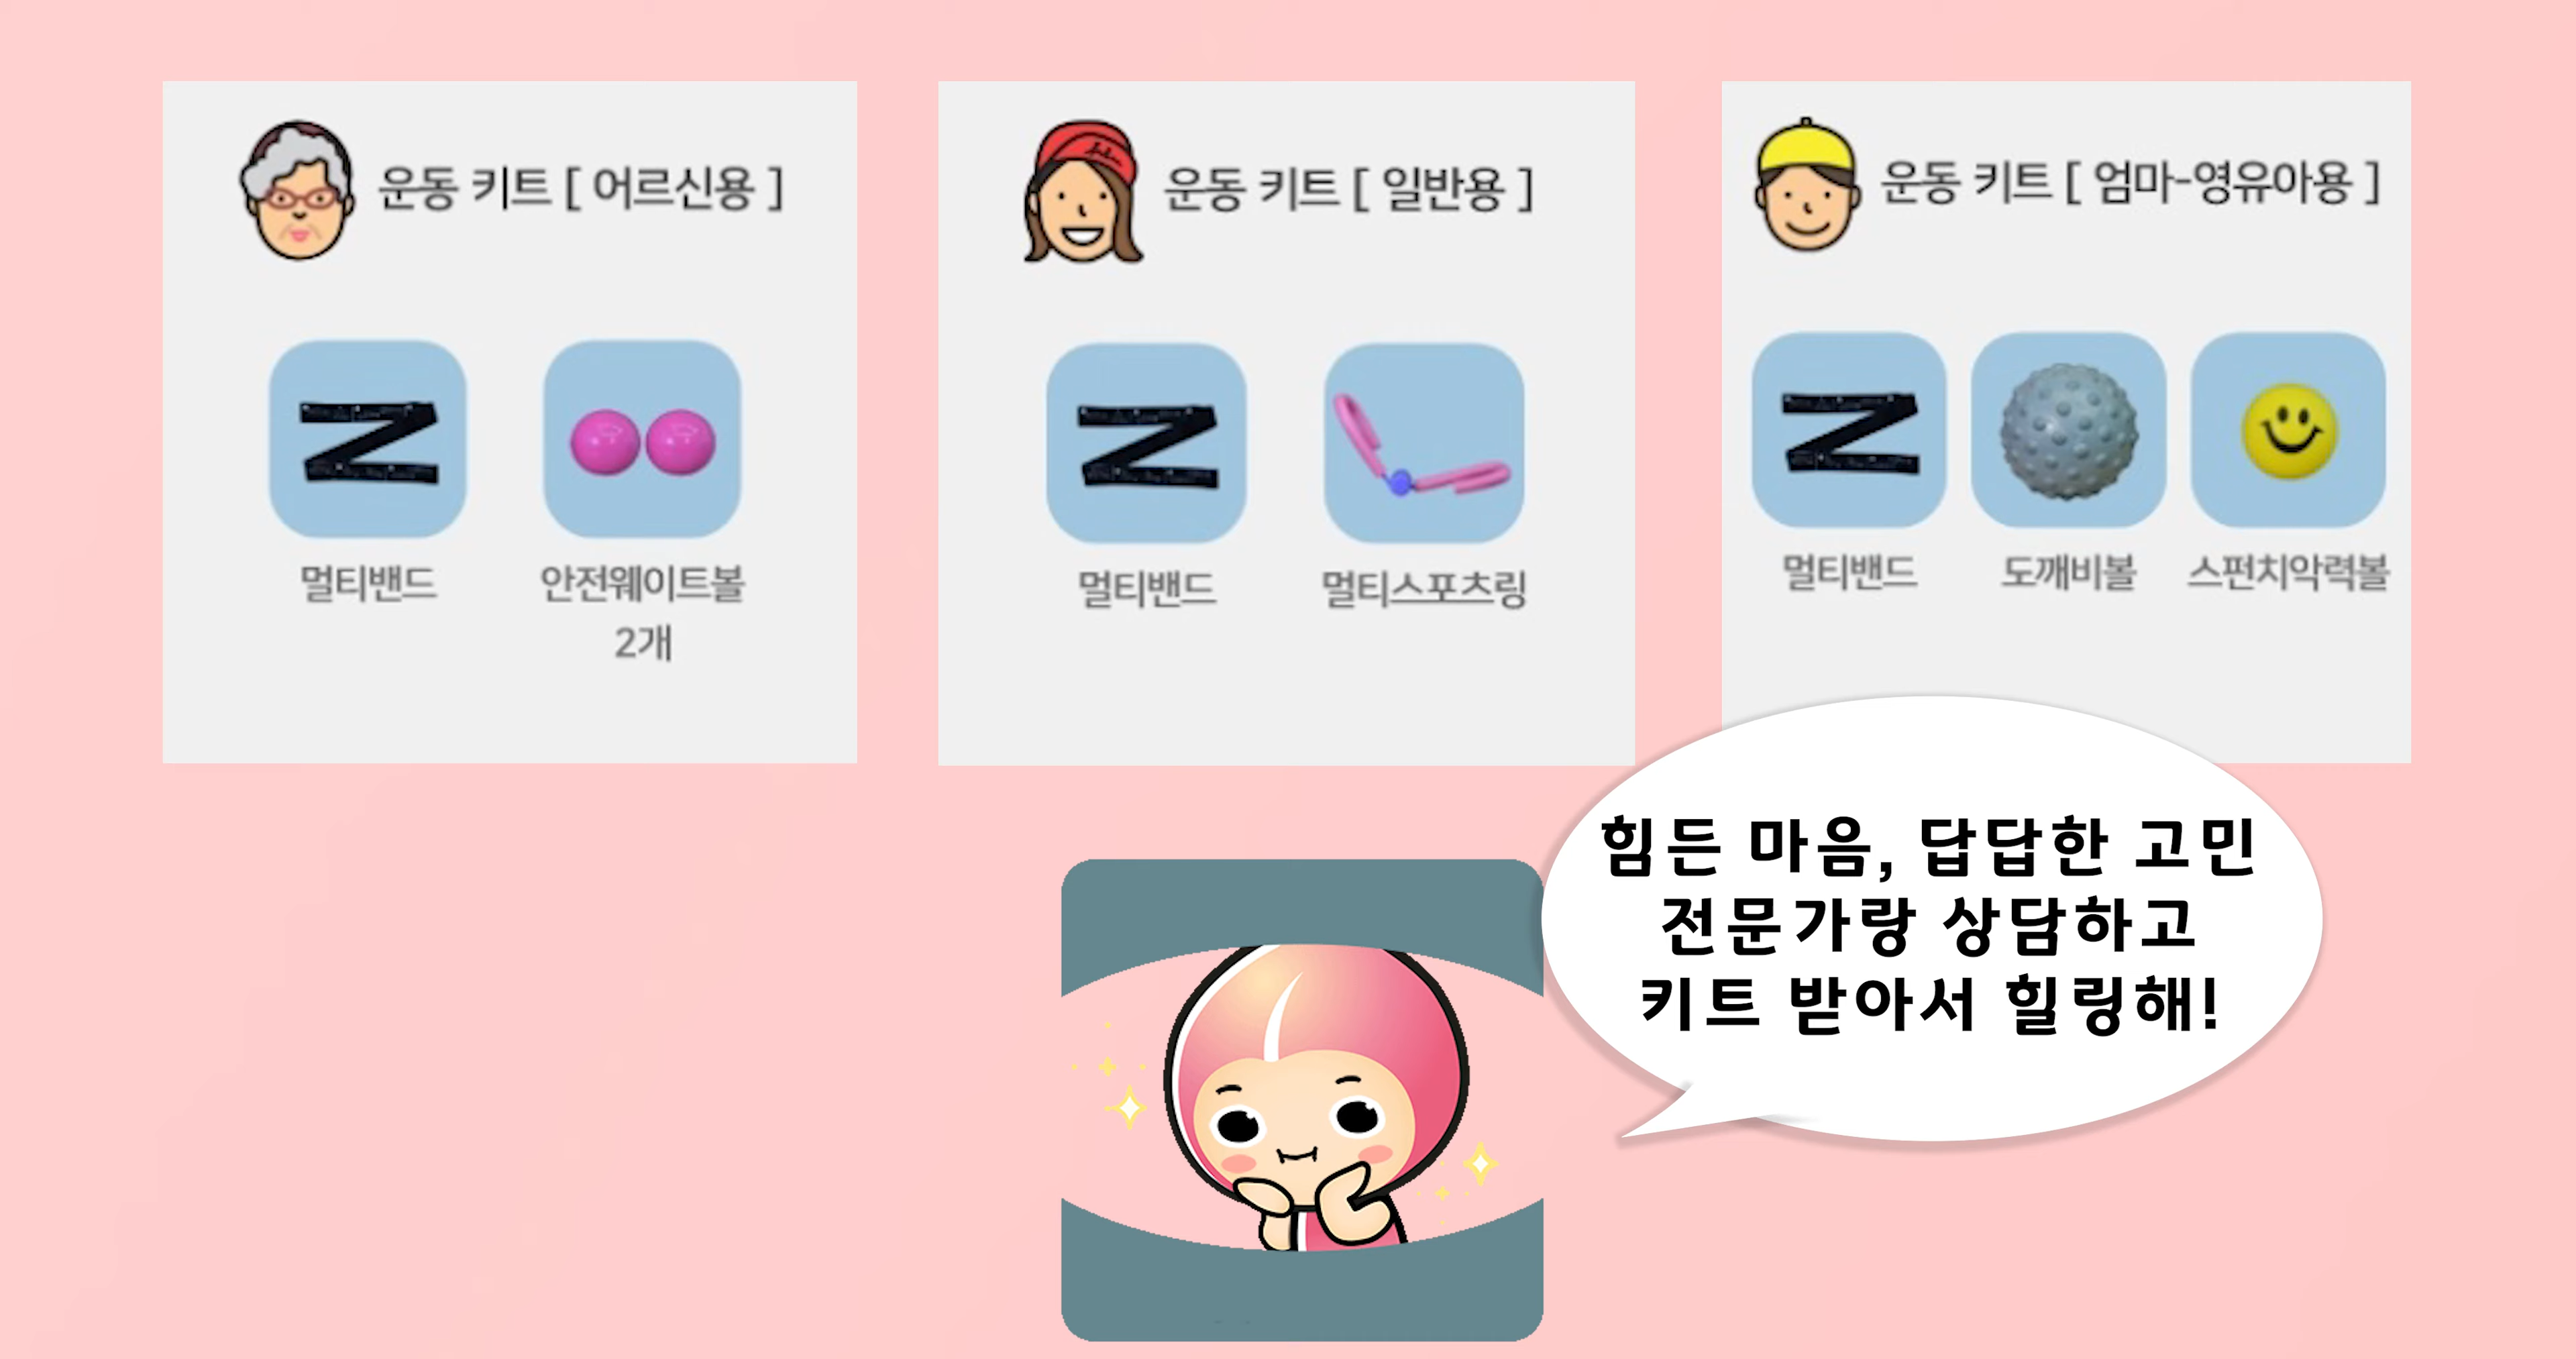 운동 키트 [ 어르신용 ]
멀티밴드
안전웨이트볼
2개
운동 키트 [ 일반용 ]
멀티밴드
멀티스포츠링
운동 키트 [ 엄마-영유아용 ]
멀티밴드
도깨비볼
스펀치악력볼
힘든 마음, 답답한 고민
전문가랑 상담하고
키트 받아서 힐링해!